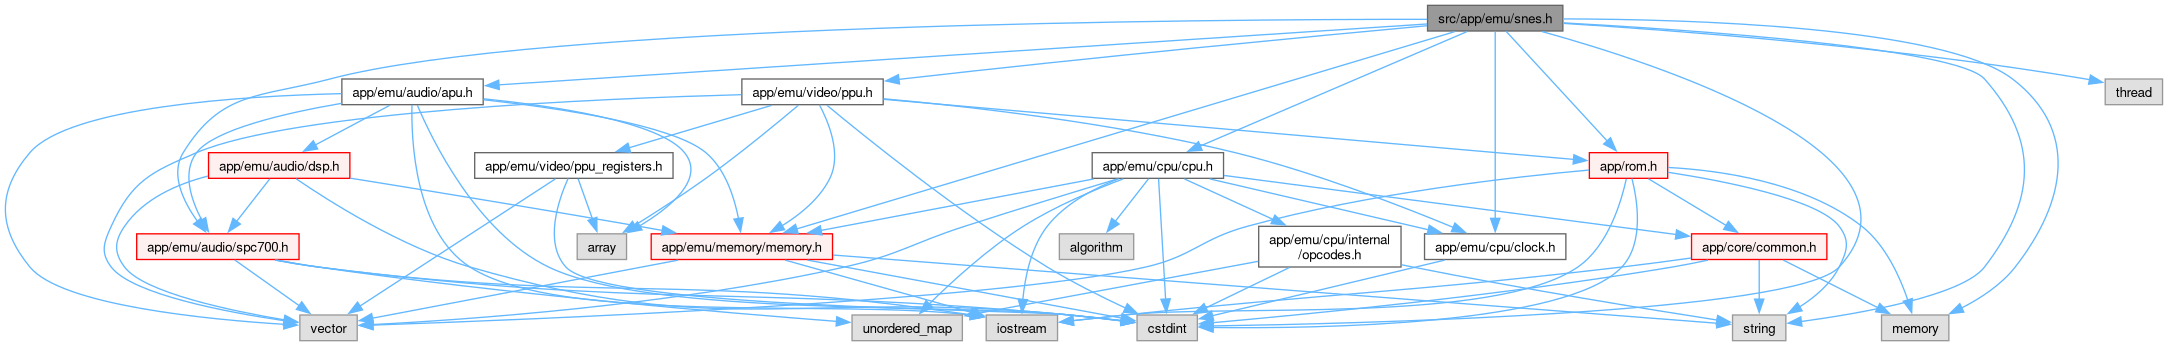 src/app/emu/snes.h
app/emu/audio/apu.h
app/emu/video/ppu.h
thread
app/emu/audio/dsp.h
app/emu/video/ppu_registers.h
app/emu/cpu/cpu.h
app/rom.h
app/emu/audio/spc700.h
array
app/emu/memory/memory.h
algorithm
app/emu/cpu/internal
/opcodes.h
app/emu/cpu/clock.h
app/core/common.h
vector
unordered_map
iostream
cstdint
string
memory